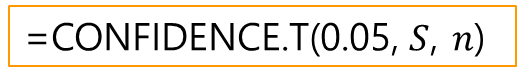 =CONFIDENCE.T(0.05, S, n)